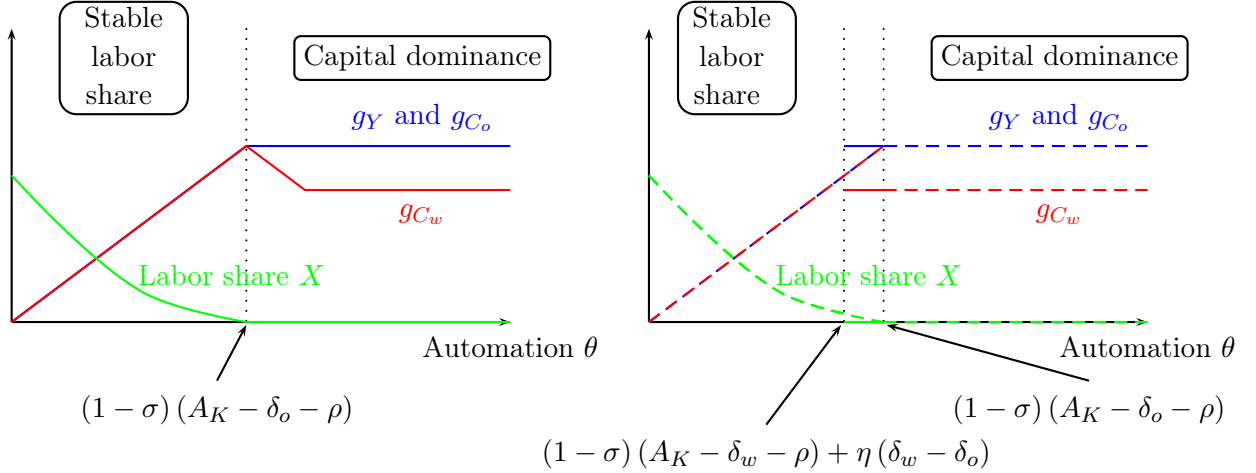 Stable
labor
share
Capital dominance
g_Y and g_{C_o}
g_{C_w}
Labor share X
Automation θ
(1 − σ) (A_K − δ_o − ρ)
Stable
labor
share
Capital dominance
g_Y and g_{C_o}
g_{C_w}
Labor share X
Automation θ
(1 − σ) (A_K − δ_o − ρ)
(1 − σ) (A_K − δ_w − ρ) + η (δ_w − δ_o)